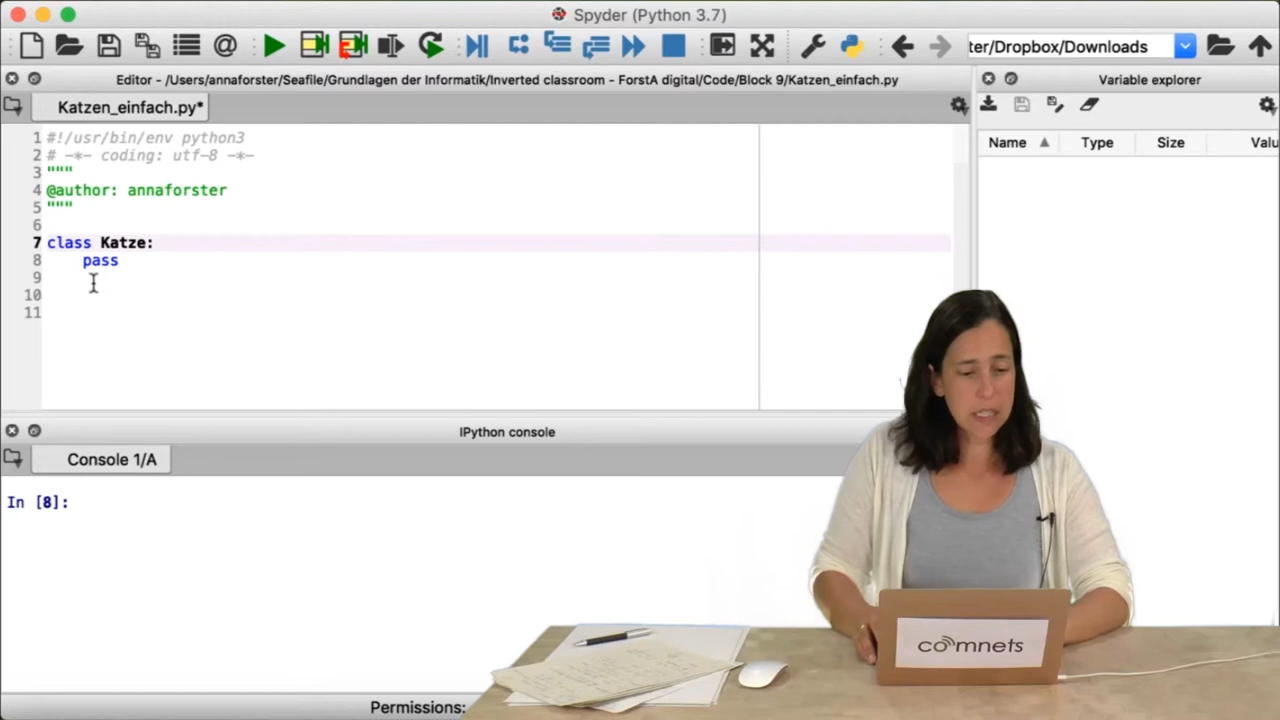 Spyder (Python 3.7)
ter/Dropbox/Downloads
Editor - /Users/annaforster/Seafile/Grundlagen der Informatik/Inverted classroom - ForstA digital/Code/Block 9/Katzen_einfach.py
Variable explorer
Katzen_einfach.py*
Name Type Size Valu
1 #!/usr/bin/env python3
2 # -*- coding: utf-8 -*-
3 """
4 @author: annaforster
5 """
6
7 class Katze:
8 pass
9
10
11
IPython console
Console 1/A
In [8]:
comnets
Permissions: